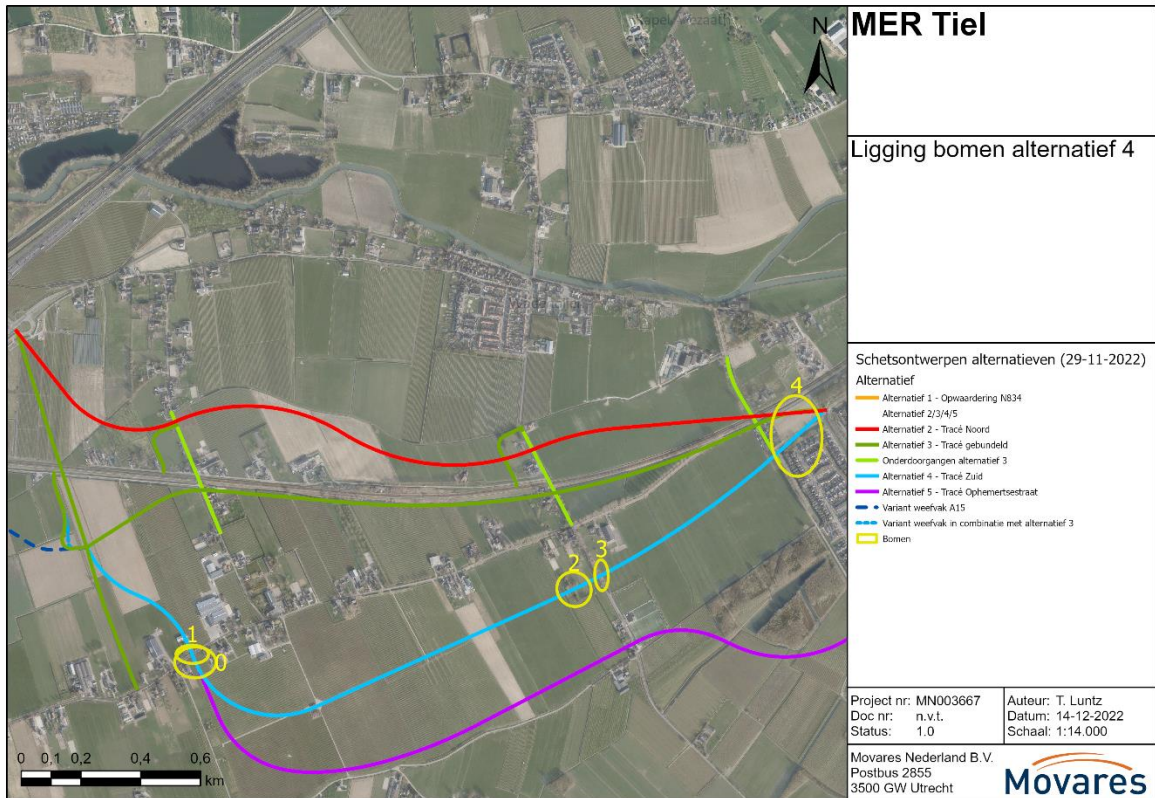 MER Tiel
Ligging bomen alternatief 4
N
4
2
3
1
0
0 0,1 0,2 0,4 0,6
km
Schetsontwerpen alternatieven (29-11-2022)
Alternatief
Alternatief 1 - Opwaardering N834
Alternatief 2/3/4/5
Alternatief 2 - Tracé Noord
Alternatief 3 - Tracé gebundeld
Onderdoorgangen alternatief 3
Alternatief 4 - Tracé Zuid
Alternatief 5 - Tracé Ophemertsestraat
Variant weefvak A15
Variant weefvak in combinatie met alternatief 3
Bomen
Project nr: MN003667
Doc nr: n.v.t.
Status: 1.0
Auteur: T. Luntz
Datum: 14-12-2022
Schaal: 1:14.000
Movares Nederland B.V.
Postbus 2855
3500 GW Utrecht
Movares